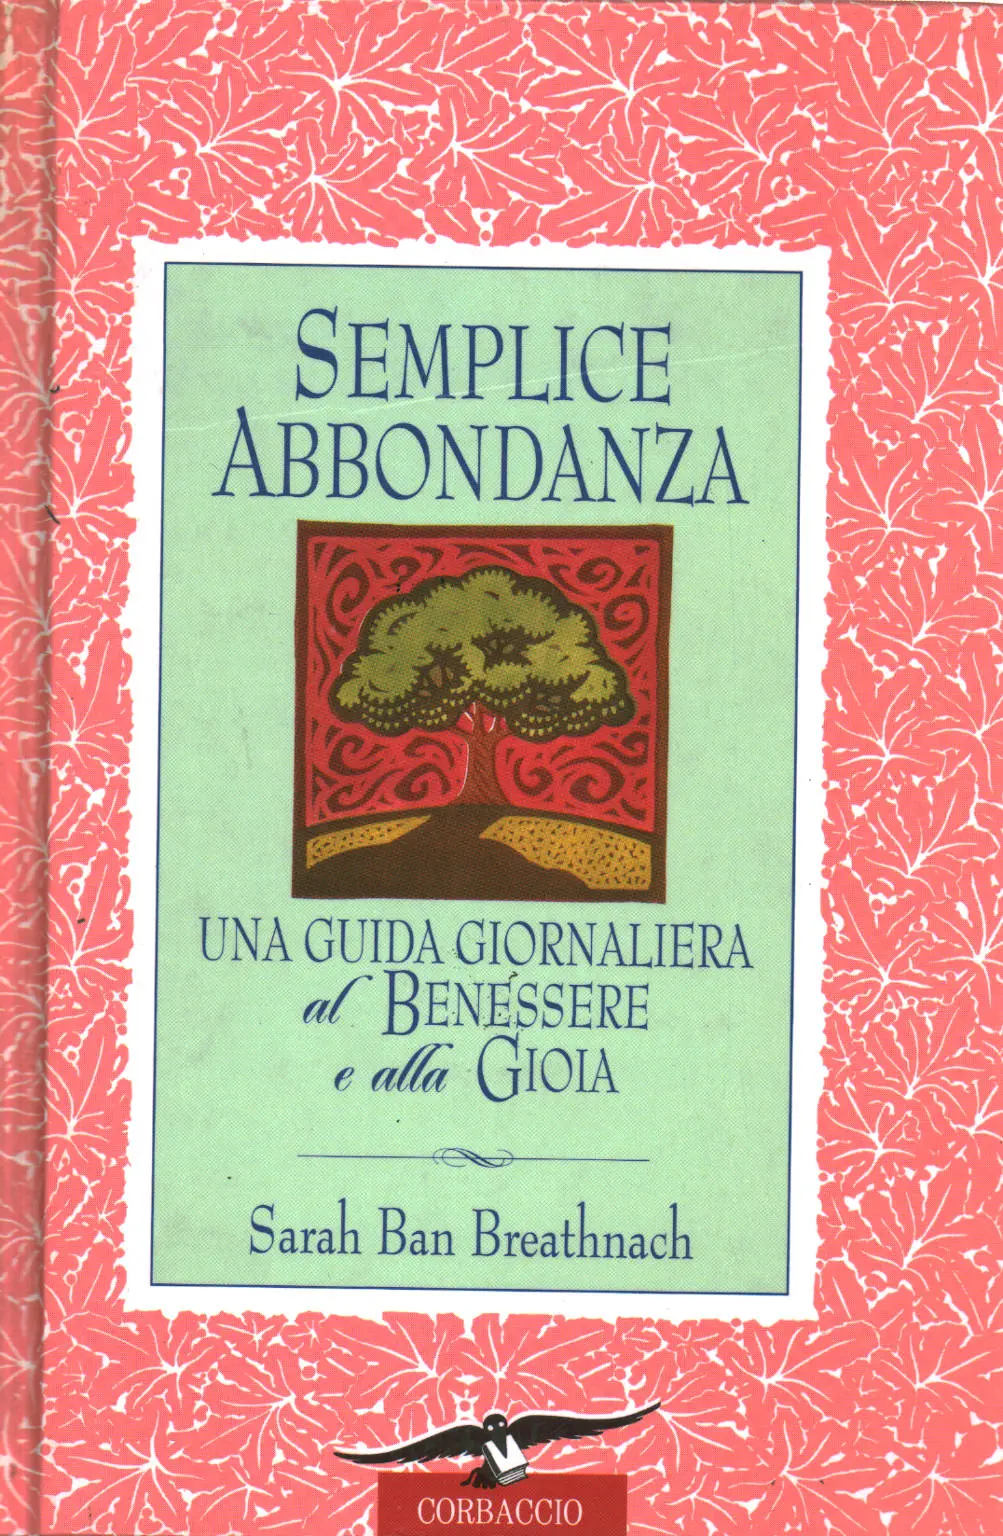 SEMPLICE
ABBONDANZA
UNA GUIDA GIORNALIERA
al BENESSERE
e alla GIOIA
Sarah Ban Breathnach
CORBACCIO